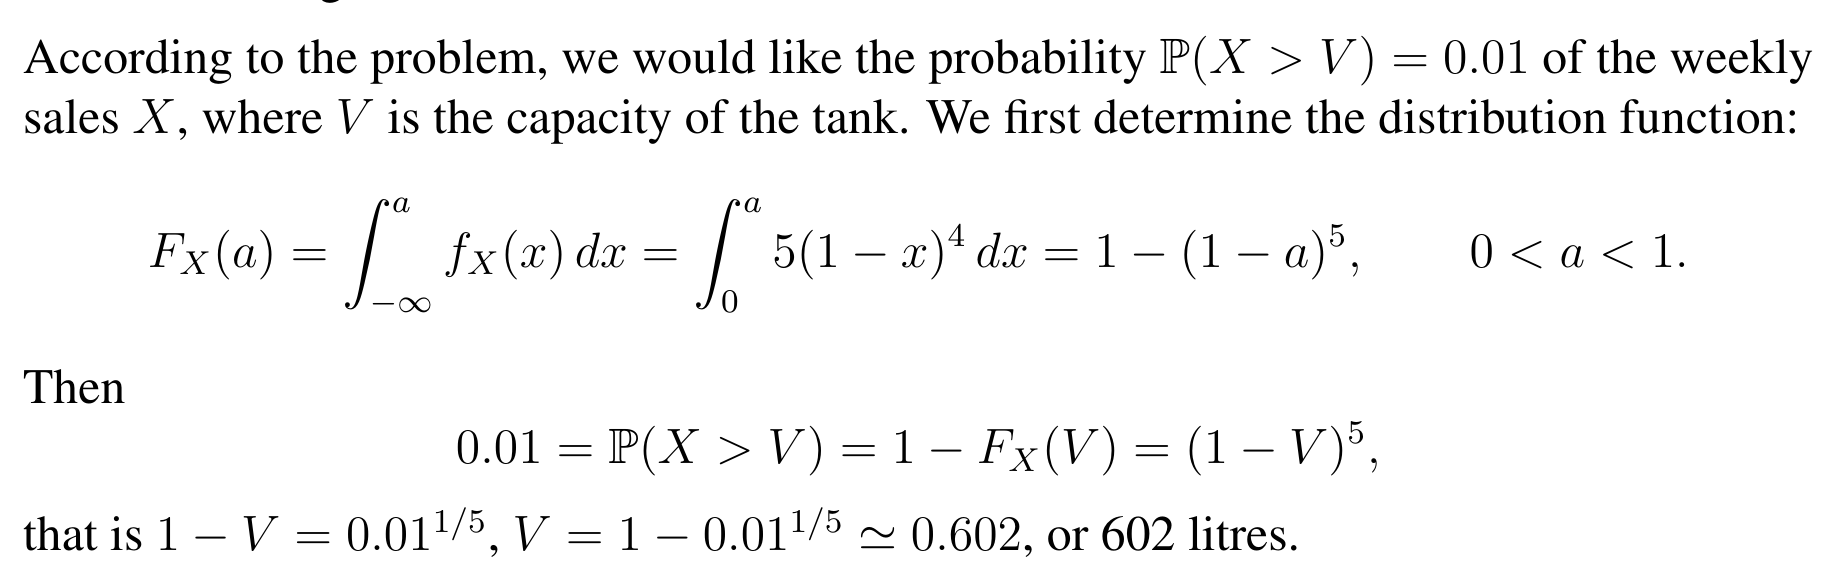 According to the problem, we would like the probability ℙ(X > V) = 0.01 of the weekly
sales X, where V is the capacity of the tank. We first determine the distribution function:
F_X(a) = ∫_{−∞}^{a} f_X(x) dx = ∫_0^a 5(1 − x)^4 dx = 1 − (1 − a)^5, 0 < a < 1.
Then
0.01 = ℙ(X > V) = 1 − F_X(V) = (1 − V)^5,
that is 1 − V = 0.01^{1/5}, V = 1 − 0.01^{1/5} ≃ 0.602, or 602 litres.